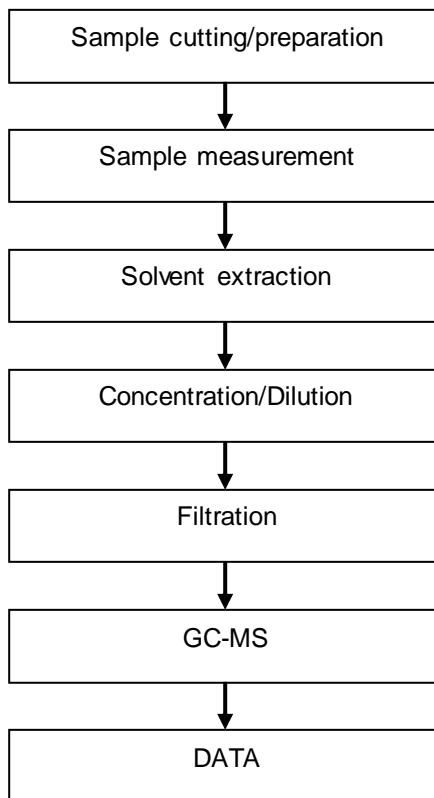 Sample cutting/preparation
Sample measurement
Solvent extraction
Concentration/Dilution
Filtration
GC-MS
DATA